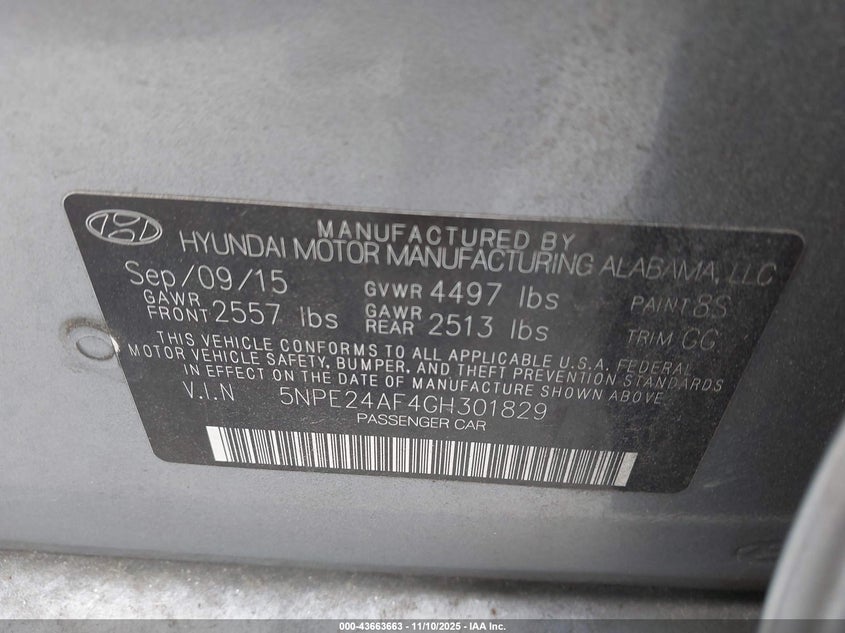 MANUFACTURED BY
HYUNDAI MOTOR MANUFACTURING ALABAMA, LLC
Sep/09/15 GVWR 4497 lbs PAINT 8S
GAWR FRONT 2557 lbs GAWR REAR 2513 lbs TRIM GG
THIS VEHICLE CONFORMS TO ALL APPLICABLE U.S.A. FEDERAL
MOTOR VEHICLE SAFETY, BUMPER, AND THEFT PREVENTION STANDARDS
IN EFFECT ON THE DATE OF MANUFACTURE SHOWN ABOVE.
V.I.N 5NPE24AF4GH301829
PASSENGER CAR
000-43663663 - 11/10/2025 - IAA Inc.